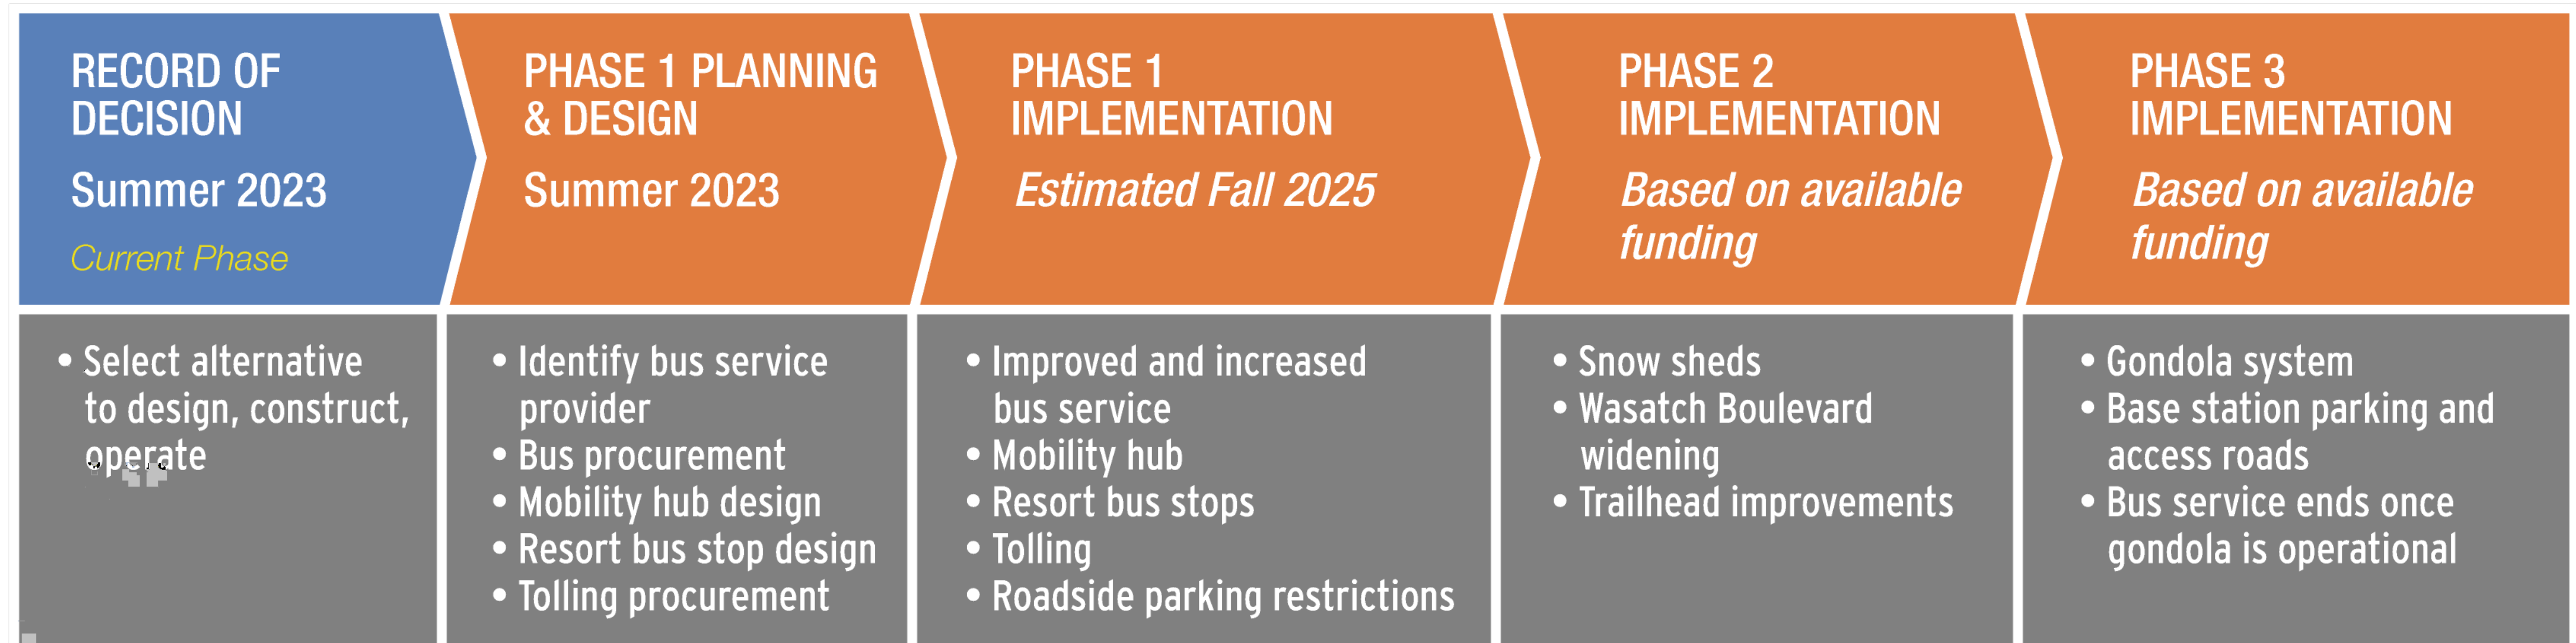 RECORD OF
DECISION
Summer 2023
Current Phase
• Select alternative
to design, construct,
operate
PHASE 1 PLANNING
& DESIGN
Summer 2023
• Identify bus service
provider
• Bus procurement
• Mobility hub design
• Resort bus stop design
• Tolling procurement
PHASE 1
IMPLEMENTATION
Estimated Fall 2025
• Improved and increased
bus service
• Mobility hub
• Resort bus stops
• Tolling
• Roadside parking restrictions
PHASE 2
IMPLEMENTATION
Based on available
funding
• Snow sheds
• Wasatch Boulevard
widening
• Trailhead improvements
PHASE 3
IMPLEMENTATION
Based on available
funding
• Gondola system
• Base station parking and
access roads
• Bus service ends once
gondola is operational